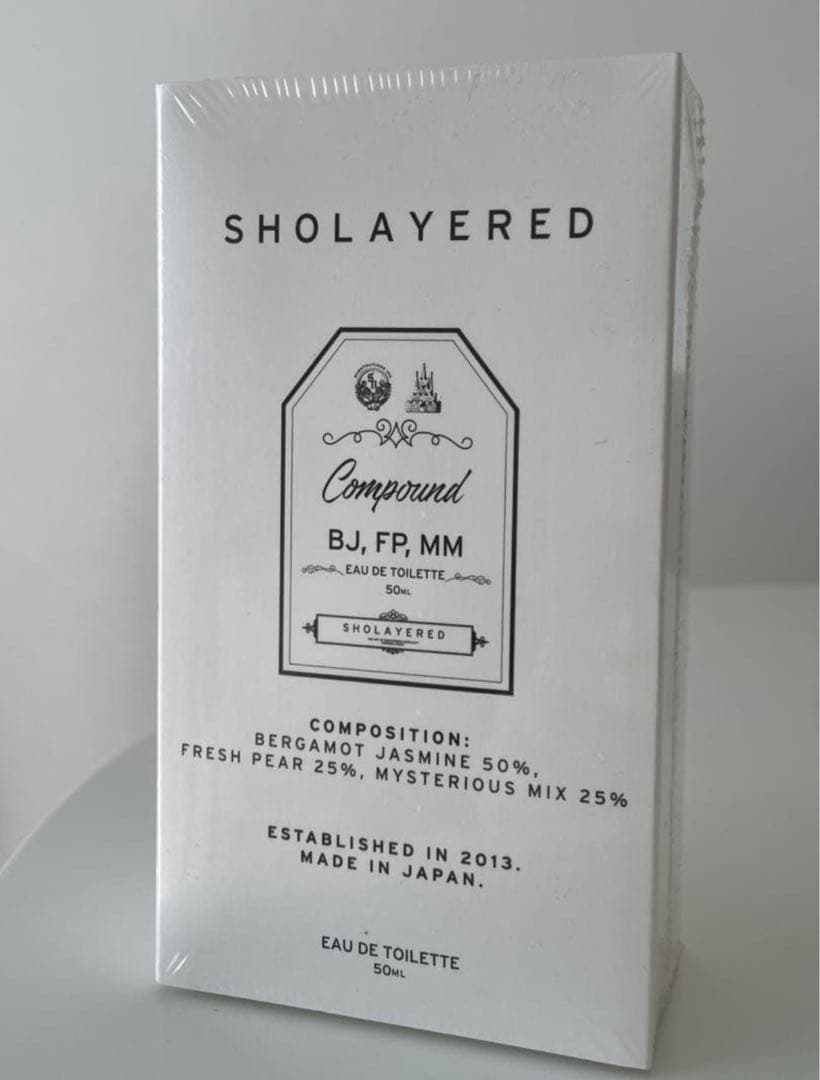 SHOLAYERED
Compound
BJ, FP, MM
EAU DE TOILETTE
50ML
SHOLAYERED
COMPOSITION:
BERGAMOT JASMINE 50%,
FRESH PEAR 25%, MYSTERIOUS MIX 25%
ESTABLISHED IN 2013.
MADE IN JAPAN.
EAU DE TOILETTE
50ML